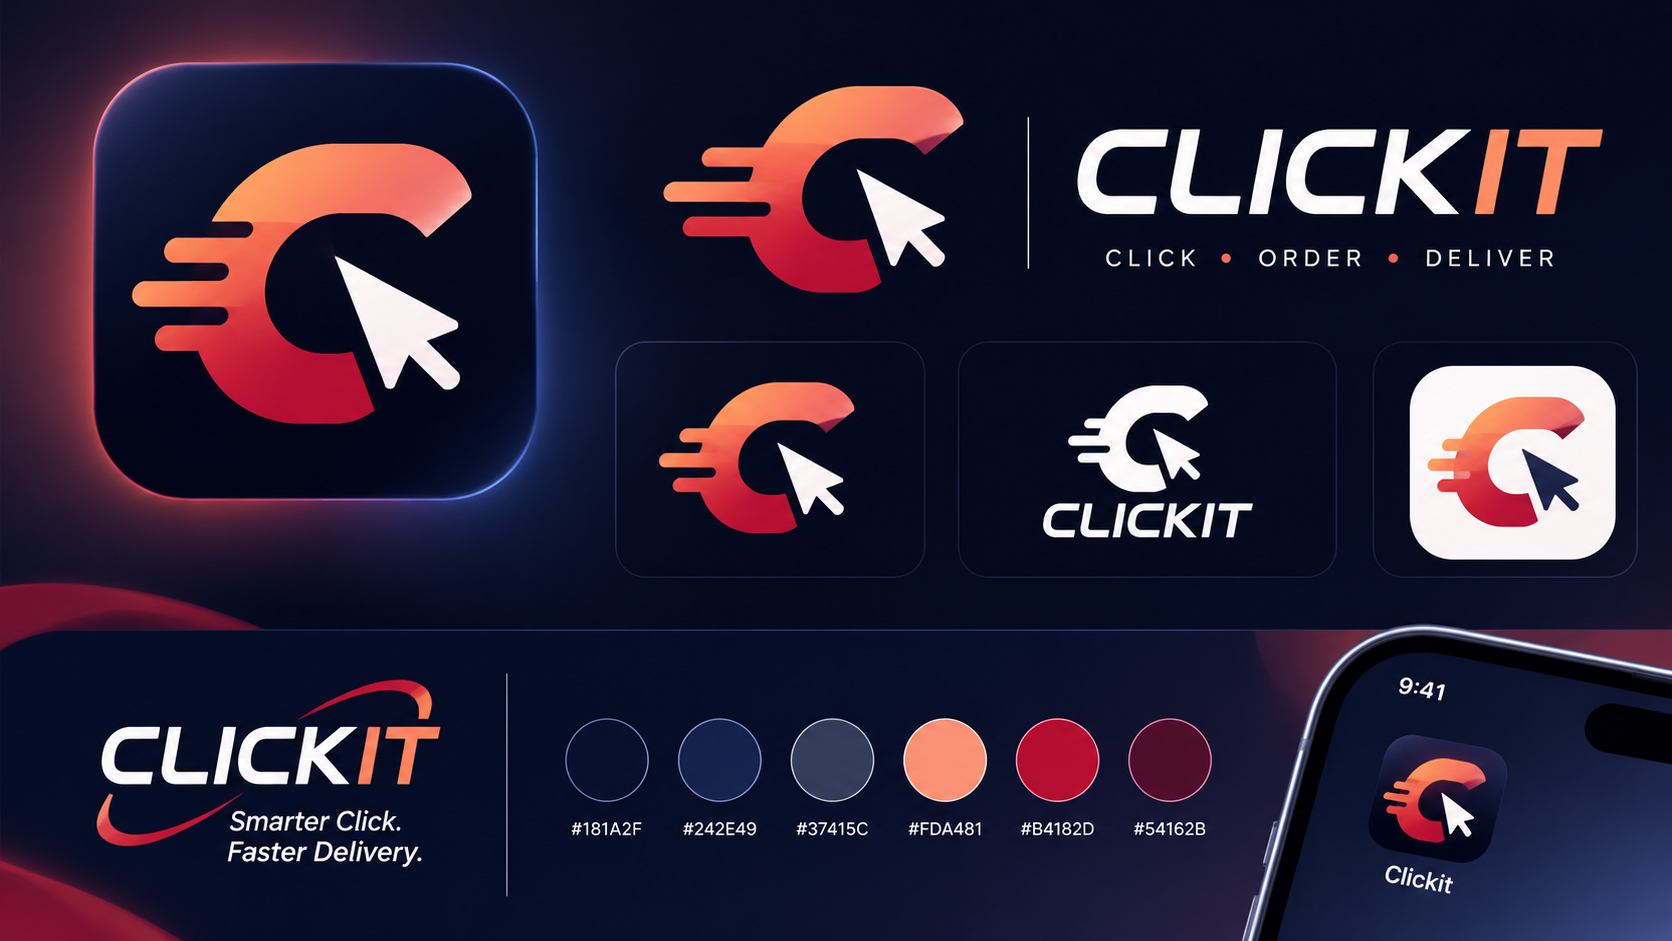 CLICKIT
CLICK • ORDER • DELIVER
CLICKIT
CLICKIT
Smarter Click.
Faster Delivery.
#181A2F
#242E49
#37415C
#FDA481
#B4182D
#54162B
9:41
Clickit